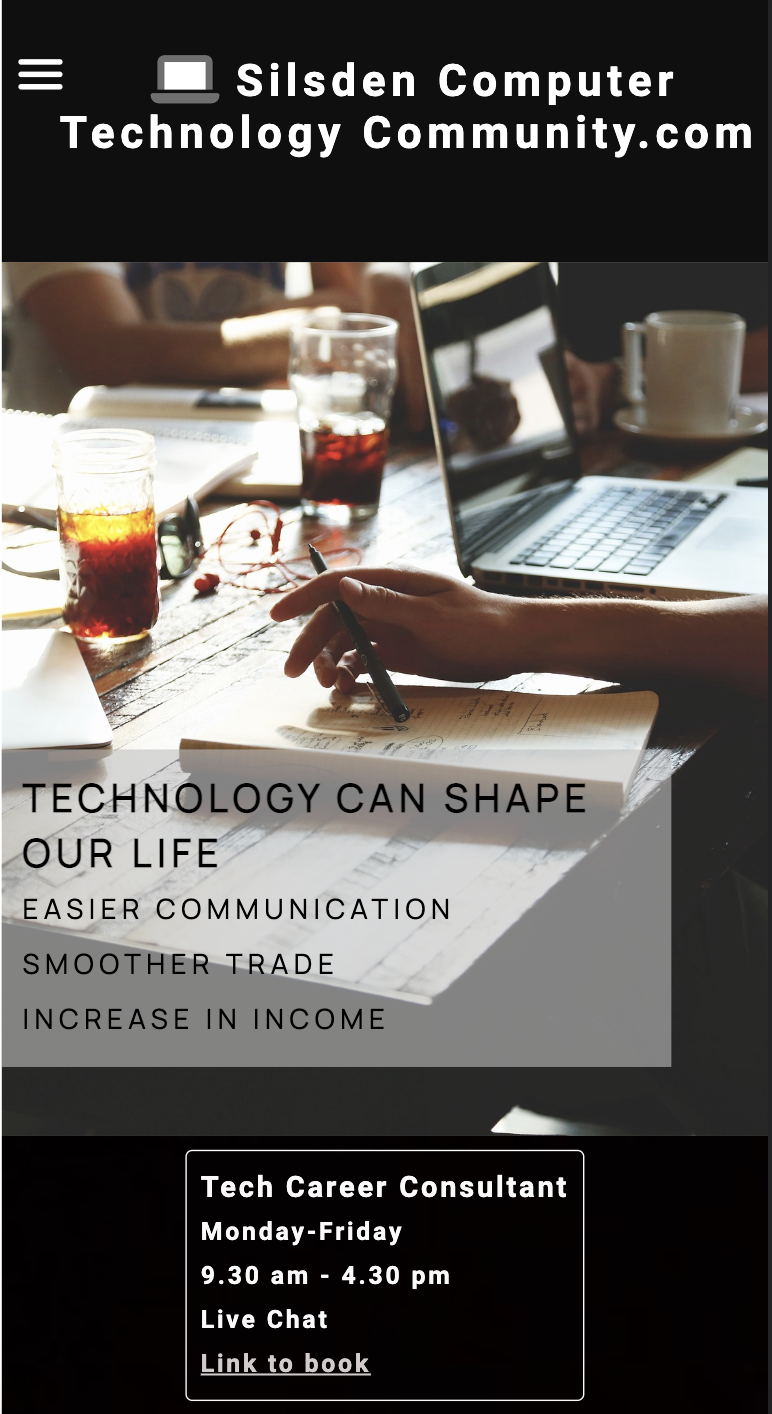 Silsden Computer
Technology Community.com
TECHNOLOGY CAN SHAPE
OUR LIFE
EASIER COMMUNICATION
SMOOTHER TRADE
INCREASE IN INCOME
Tech Career Consultant
Monday-Friday
9.30 am - 4.30 pm
Live Chat
Link to book